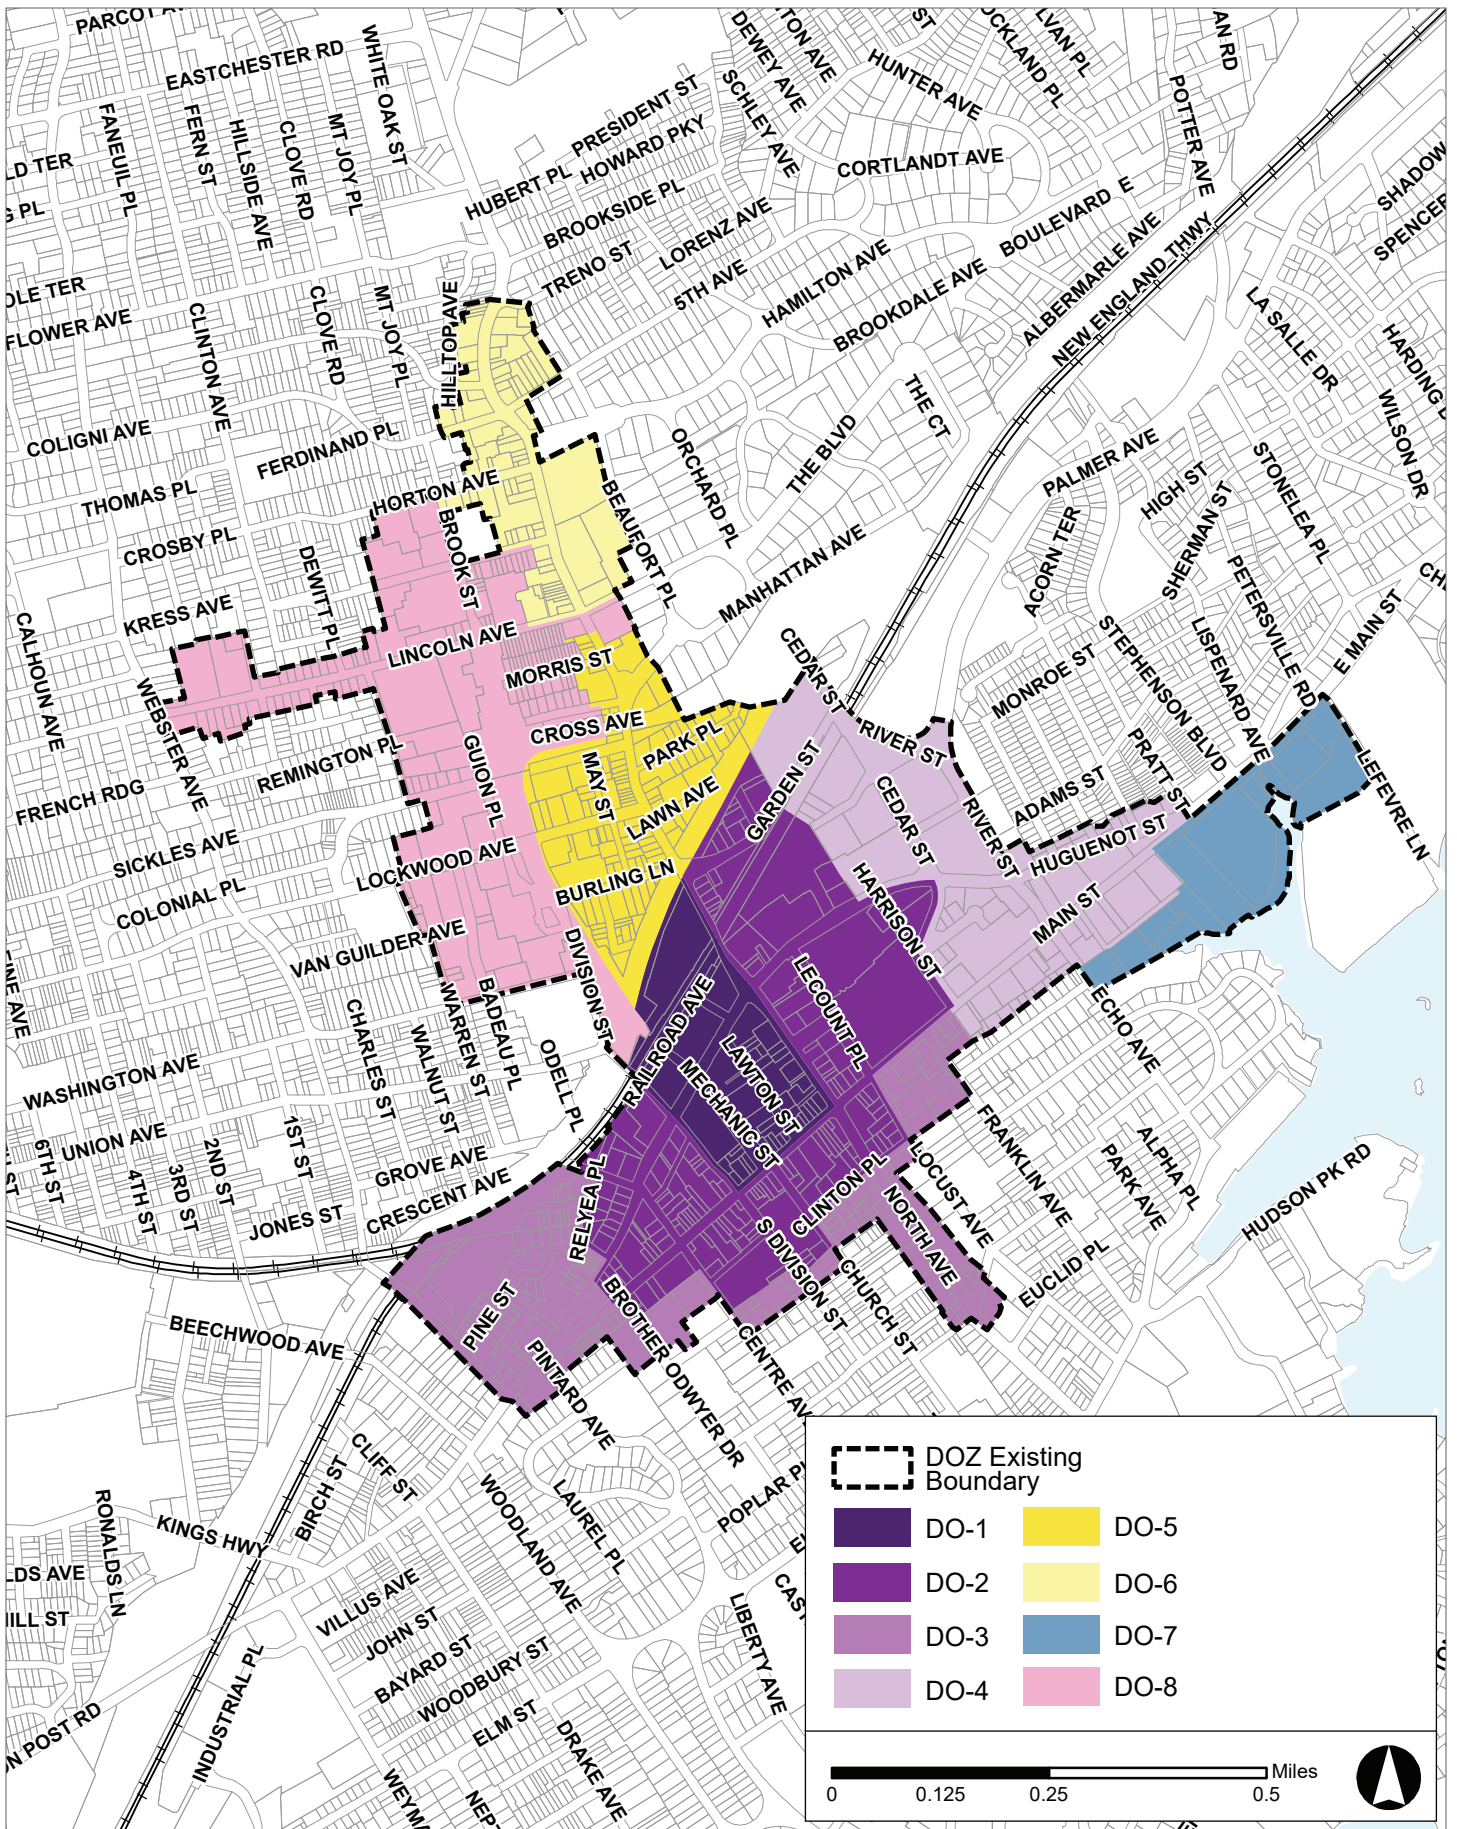 EASTCHESTER RD
WHITE OAK ST
FANEUIL PL
FERN ST
HILLSIDE AVE
CLOVE RD
MT JOY PL
PRESIDENT ST
HOWARD PKY
HUBERT PL
BROOKSIDE PL
TRENO ST
LORENZ AVE
5TH AVE
DEWEY AVE
SCHLEY AVE
HUNTER AVE
CORTLANDT AVE
POTTER AVE
BOULEVARD E
HAMILTON AVE
BROOKDALE AVE
ALBERMARLE AVE
NEW ENGLAND THWY
SHADOW
SPENCER
LA SALLE DR
WILSON DR
FLOWER AVE
CLINTON AVE
CLOVE RD
MT JOY PL
HILLTOP AVE
COLIGNI AVE
FERDINAND PL
THOMAS PL
HORTON AVE
CROSBY PL
BROOK ST
BEAUFORT PL
ORCHARD PL
THE BLVD
THE CT
MANHATTAN AVE
PALMER AVE
HIGH ST
ACORN TER
SHERMAN ST
STONELEA PL
PETERSVILLE RD
LISPENARD AVE
STEPHENSON BLVD
E MAIN ST
MONROE ST
KRESS AVE
DEWITT PL
CALHOUN AVE
LINCOLN AVE
MORRIS ST
CROSS AVE
WEBSTER AVE
REMINGTON PL
FRENCH RDG
GUION PL
MAY ST
PARK PL
LAWN AVE
CEDAR ST
GARDEN ST
RIVER ST
CEDAR ST
RIVER ST
ADAMS ST
PRATT ST
HUGUENOT ST
LEFEVRE LN
SICKLES AVE
LOCKWOOD AVE
BURLING LN
COLONIAL PL
VAN GUILDER AVE
DIVISION ST
HARRISON ST
MAIN ST
LECOUNT PL
RAILROAD AVE
LAWTON ST
MECHANIC ST
ECHO AVE
CHARLES ST
WALNUT ST
WARREN ST
BADEAU PL
ODELL PL
WASHINGTON AVE
UNION AVE
6TH ST
4TH ST
3RD ST
2ND ST
1ST ST
GROVE AVE
CRESCENT AVE
JONES ST
RELYEA PL
CLINTON PL
S DIVISION ST
CHURCH ST
NORTH AVE
LOCUST AVE
FRANKLIN AVE
EUCLID PL
PARK AVE
ALPHA PL
HUDSON PK RD
BEECHWOOD AVE
PINE ST
PINTARD AVE
BROTHER ODWYER DR
CENTRE AV
POPLAR PL
CLIFF ST
BIRCH ST
WOODLAND AVE
LAUREL PL
KINGS HWY
RONALDS LN
VILLUS AVE
JOHN ST
BAYARD ST
WOODBURY ST
ELM ST
DRAKE AVE
LIBERTY AVE
INDUSTRIAL PL
POST RD
DOZ Existing
Boundary
DO-1
DO-5
DO-2
DO-6
DO-3
DO-7
DO-4
DO-8
Miles
0
0.125
0.25
0.5